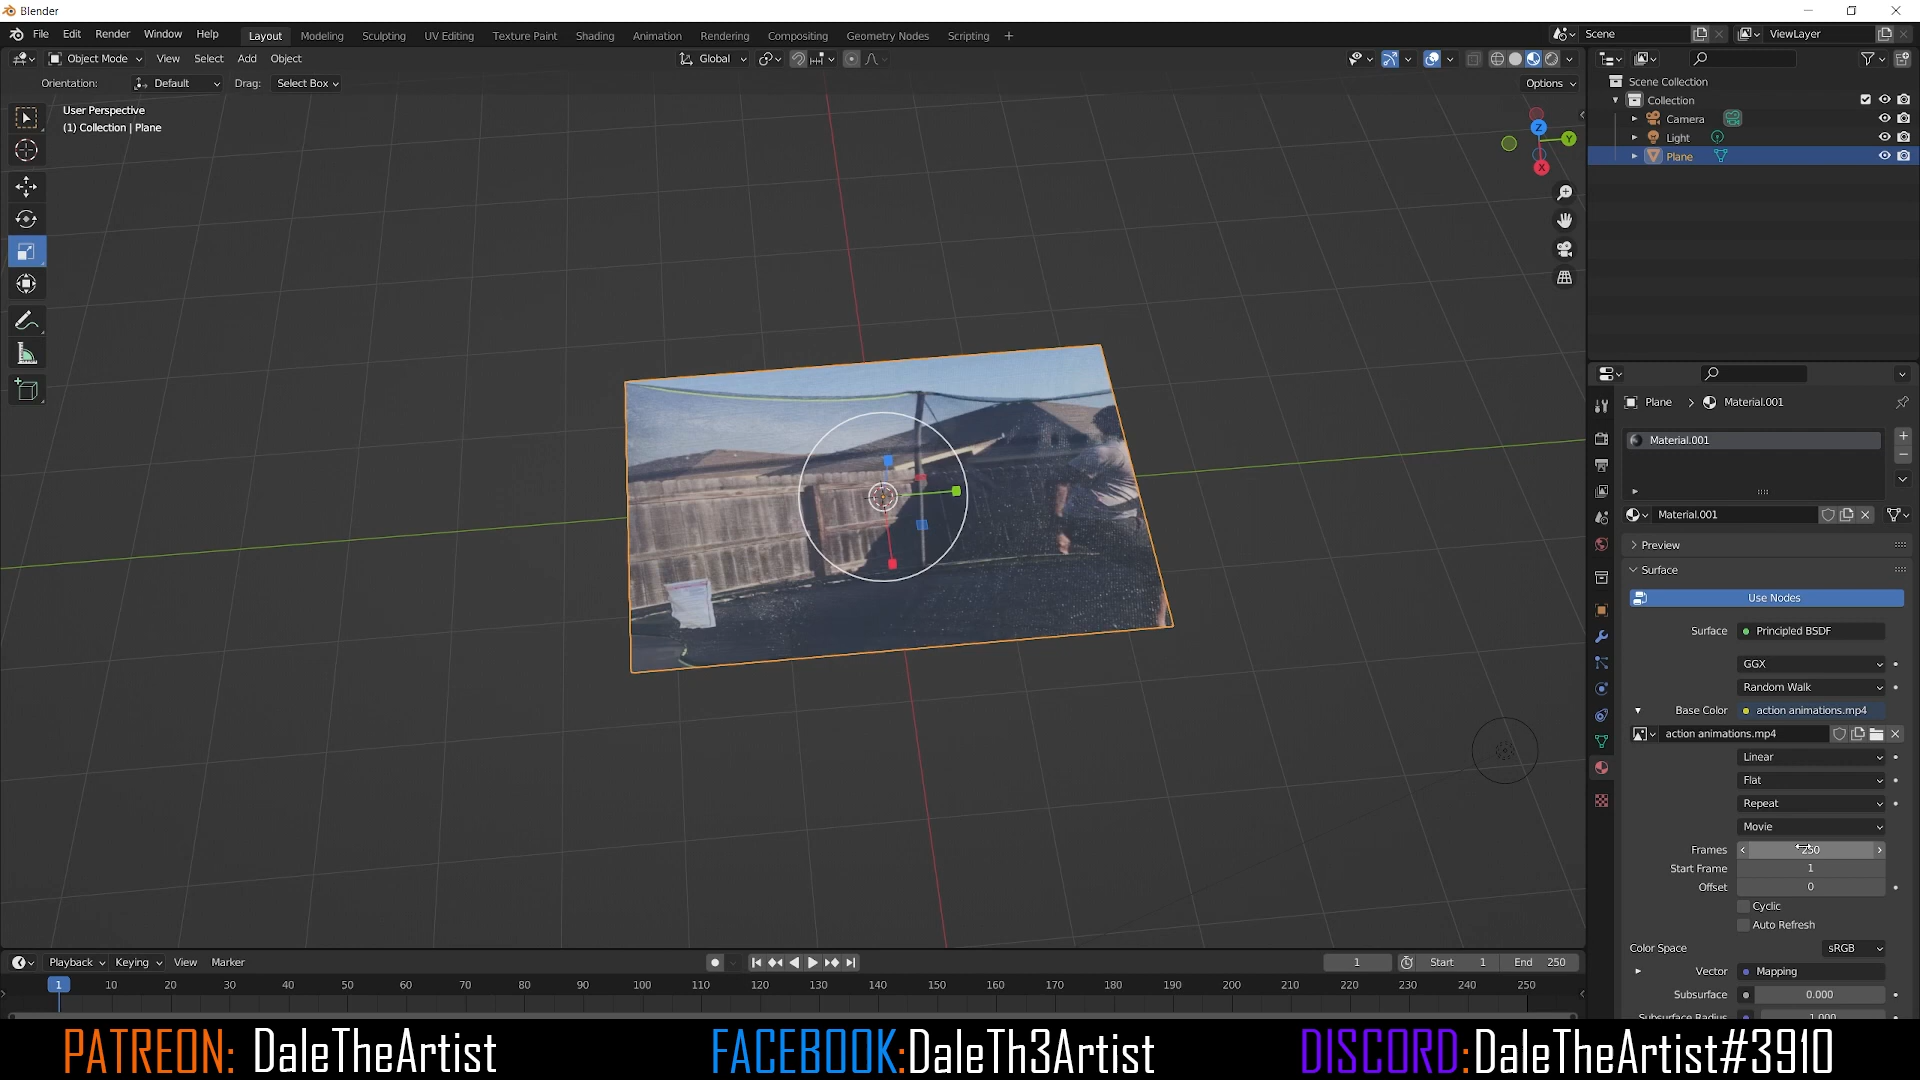 Blender
File Edit Render Window Help Layout Modeling Sculpting UV Editing Texture Paint Shading Animation Rendering Compositing Geometry Nodes Scripting + Scene ViewLayer
Object Mode View Select Add Object Global
Orientation: Default Drag: Select Box Options
User Perspective
(1) Collection | Plane
Z
Y
X
Scene Collection
Collection
Camera
Light
Plane
Plane Material.001
Material.001
Material.001
Preview
Surface
Use Nodes
Surface Principled BSDF
GGX
Random Walk
Base Color action animations.mp4
action animations.mp4
Linear
Flat
Repeat
Movie
Frames 250
Start Frame 1
Offset 0
Cyclic
Auto Refresh
Color Space sRGB
Vector Mapping
Subsurface 0.000
Subsurface Radius 1.000
Playback Keying View Marker 1 Start 1 End 250
1 10 20 30 40 50 60 70 80 90 100 110 120 130 140 150 160 170 180 190 200 210 220 230 240 250
PATREON: DaleTheArtist FACEBOOK:DaleTh3Artist DISCORD:DaleTheArtist#3910